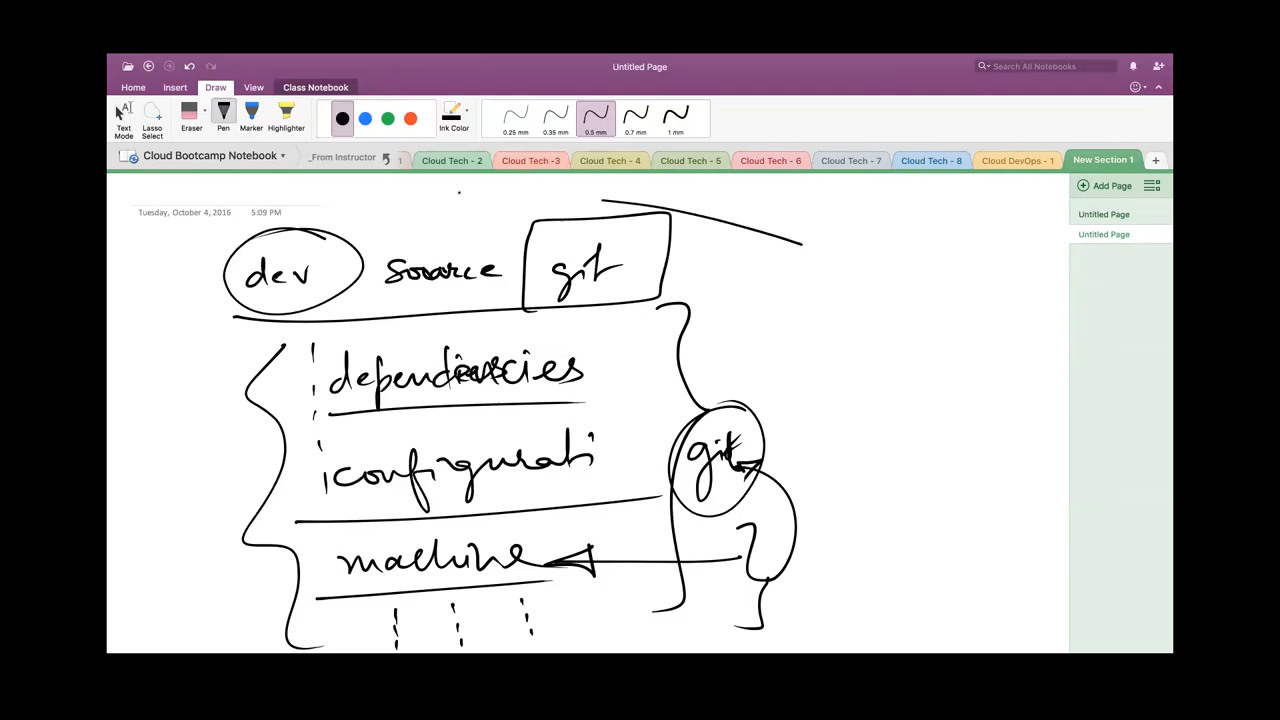 Untitled Page
Search All Notebooks
Home Insert Draw View Class Notebook
Text Mode
Lasso Select
Eraser
Pen
Marker
Highlighter
Ink Color
0.25 mm
0.35 mm
0.5 mm
0.7 mm
1 mm
Cloud Bootcamp Notebook
_From Instructor
1
Cloud Tech - 2
Cloud Tech -3
Cloud Tech - 4
Cloud Tech - 5
Cloud Tech - 6
Cloud Tech - 7
Cloud Tech - 8
Cloud DevOps - 1
New Section 1
Add Page
Untitled Page
Untitled Page
Tuesday, October 4, 2016 5:09 PM
dev source git
dependencies
configurati
git
machine